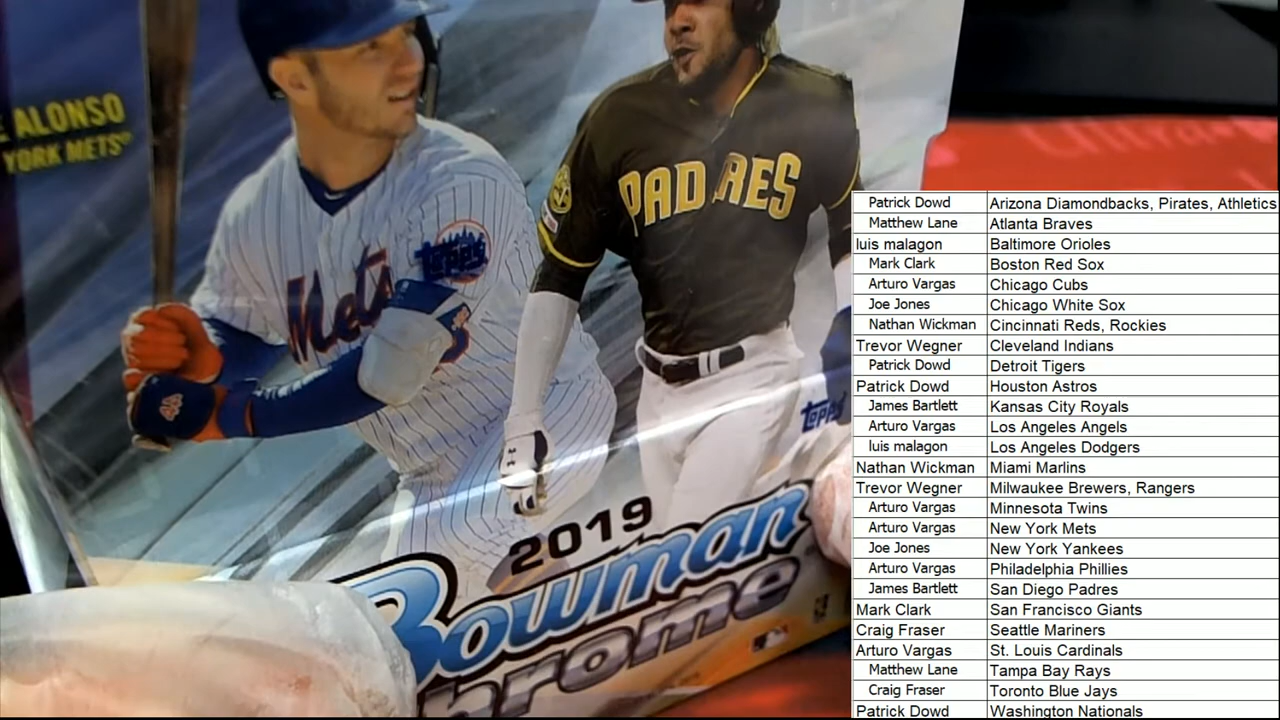 E ALONSO
YORK METS
Mets
Topps
PADRES
Topps
2019
Bowman
hrome
Ultra
Patrick Dowd Arizona Diamondbacks, Pirates, Athletics
Matthew Lane Atlanta Braves
luis malagon Baltimore Orioles
Mark Clark Boston Red Sox
Arturo Vargas Chicago Cubs
Joe Jones Chicago White Sox
Nathan Wickman Cincinnati Reds, Rockies
Trevor Wegner Cleveland Indians
Patrick Dowd Detroit Tigers
Patrick Dowd Houston Astros
James Bartlett Kansas City Royals
Arturo Vargas Los Angeles Angels
luis malagon Los Angeles Dodgers
Nathan Wickman Miami Marlins
Trevor Wegner Milwaukee Brewers, Rangers
Arturo Vargas Minnesota Twins
Arturo Vargas New York Mets
Joe Jones New York Yankees
Arturo Vargas Philadelphia Phillies
James Bartlett San Diego Padres
Mark Clark San Francisco Giants
Craig Fraser Seattle Mariners
Arturo Vargas St. Louis Cardinals
Matthew Lane Tampa Bay Rays
Craig Fraser Toronto Blue Jays
Patrick Dowd Washington Nationals